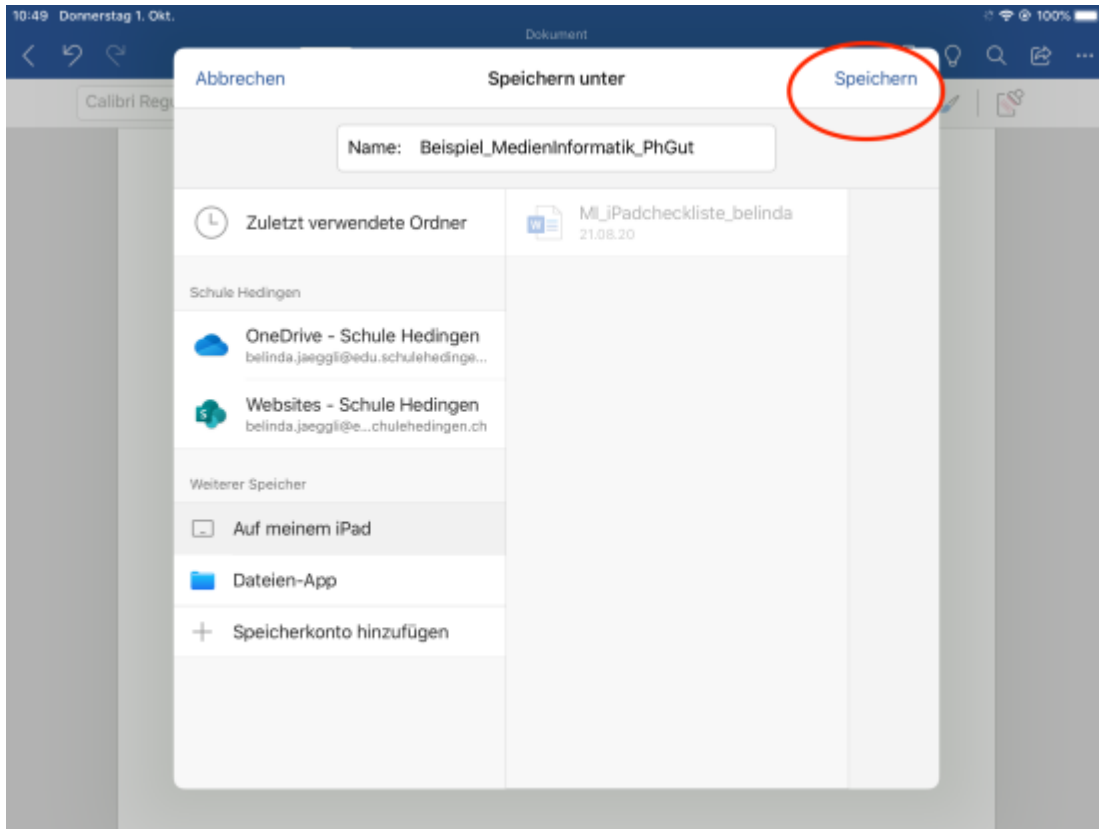 10:49 Donnerstag 1. Okt.
100%
Dokument
Abbrechen
Speichern unter
Speichern
Calibri Regu
Name: Beispiel_MedienInformatik_PhGut
Zuletzt verwendete Ordner
MI_iPadcheckliste_belinda
21.08.20
Schule Hedingen
OneDrive - Schule Hedingen
belinda.jaeggli@edu.schulehedinge...
Websites - Schule Hedingen
belinda.jaeggli@e...chulehedingen.ch
Weiterer Speicher
Auf meinem iPad
Dateien-App
Speicherkonto hinzufügen